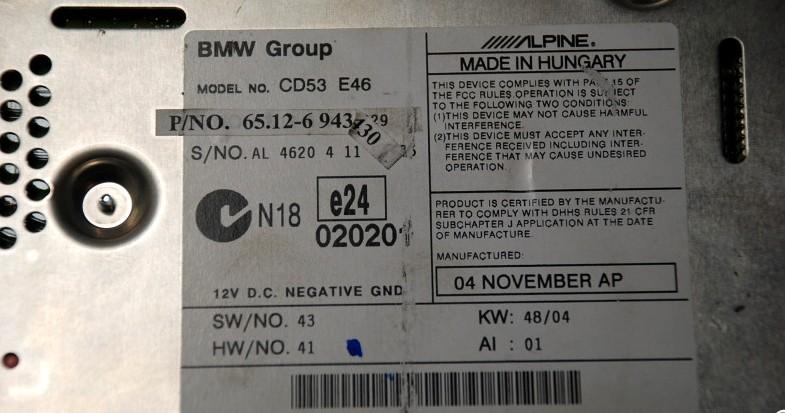 BMW Group
MODEL NO. CD53 E46
P/NO. 65.12-6 943
430
S/NO. AL 4620 4 11
N18
e24
02020
12V D.C. NEGATIVE GND
ALPINE®
MADE IN HUNGARY
THIS DEVICE COMPLIES WITH 15 OF
THE FCC RULES.OPERATION IS SUBJECT
TO THE FOLLOWING TWO CONDITIONS:
(1)THIS DEVICE MAY NOT CAUSE HARMFUL
INTERFERENCE.
(2)THIS DEVICE MUST ACCEPT ANY INTER-
FERENCE RECEIVED INCLUDING INTER-
FERENCE THAT MAY CAUSE UNDESIRED
OPERATION.
PRODUCT IS CERTIFIED BY THE MANUFACTU-
RER TO COMPLY WITH DHHS RULES 21 CFR
SUBCHAPTER J APPLICATION AT THE DATE
OF MANUFACTURE.
MANUFACTURED:
04 NOVEMBER AP
SW/NO. 43
HW/NO. 41
KW: 48/04
AI : 01